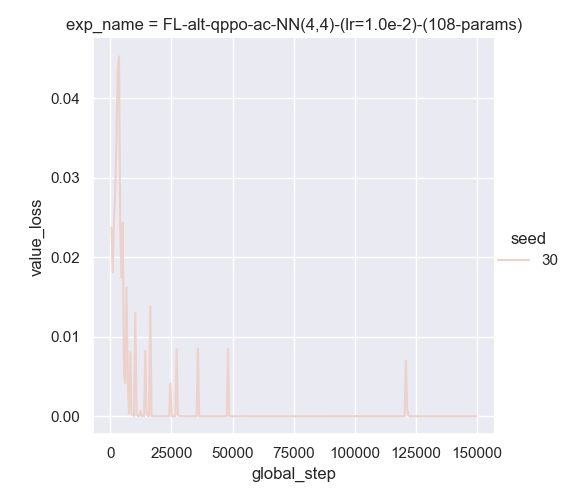 exp_name = FL-alt-qppo-ac-NN(4,4)-(lr=1.0e-2)-(108-params)
0.04
0.03
0.02
0.01
0.00
value_loss
0 25000 50000 75000 100000 125000 150000
global_step
seed
30